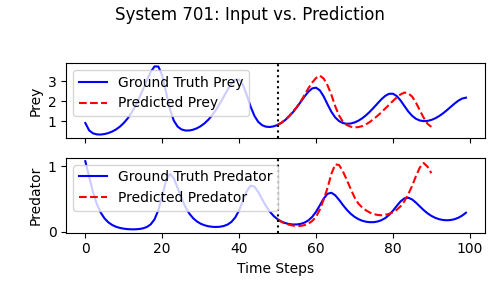 System 701: Input vs. Prediction
Prey
3
2
1
Ground Truth Prey
Predicted Prey
Predator
1
0
Ground Truth Predator
Predicted Predator
0
20
40
60
80
100
Time Steps